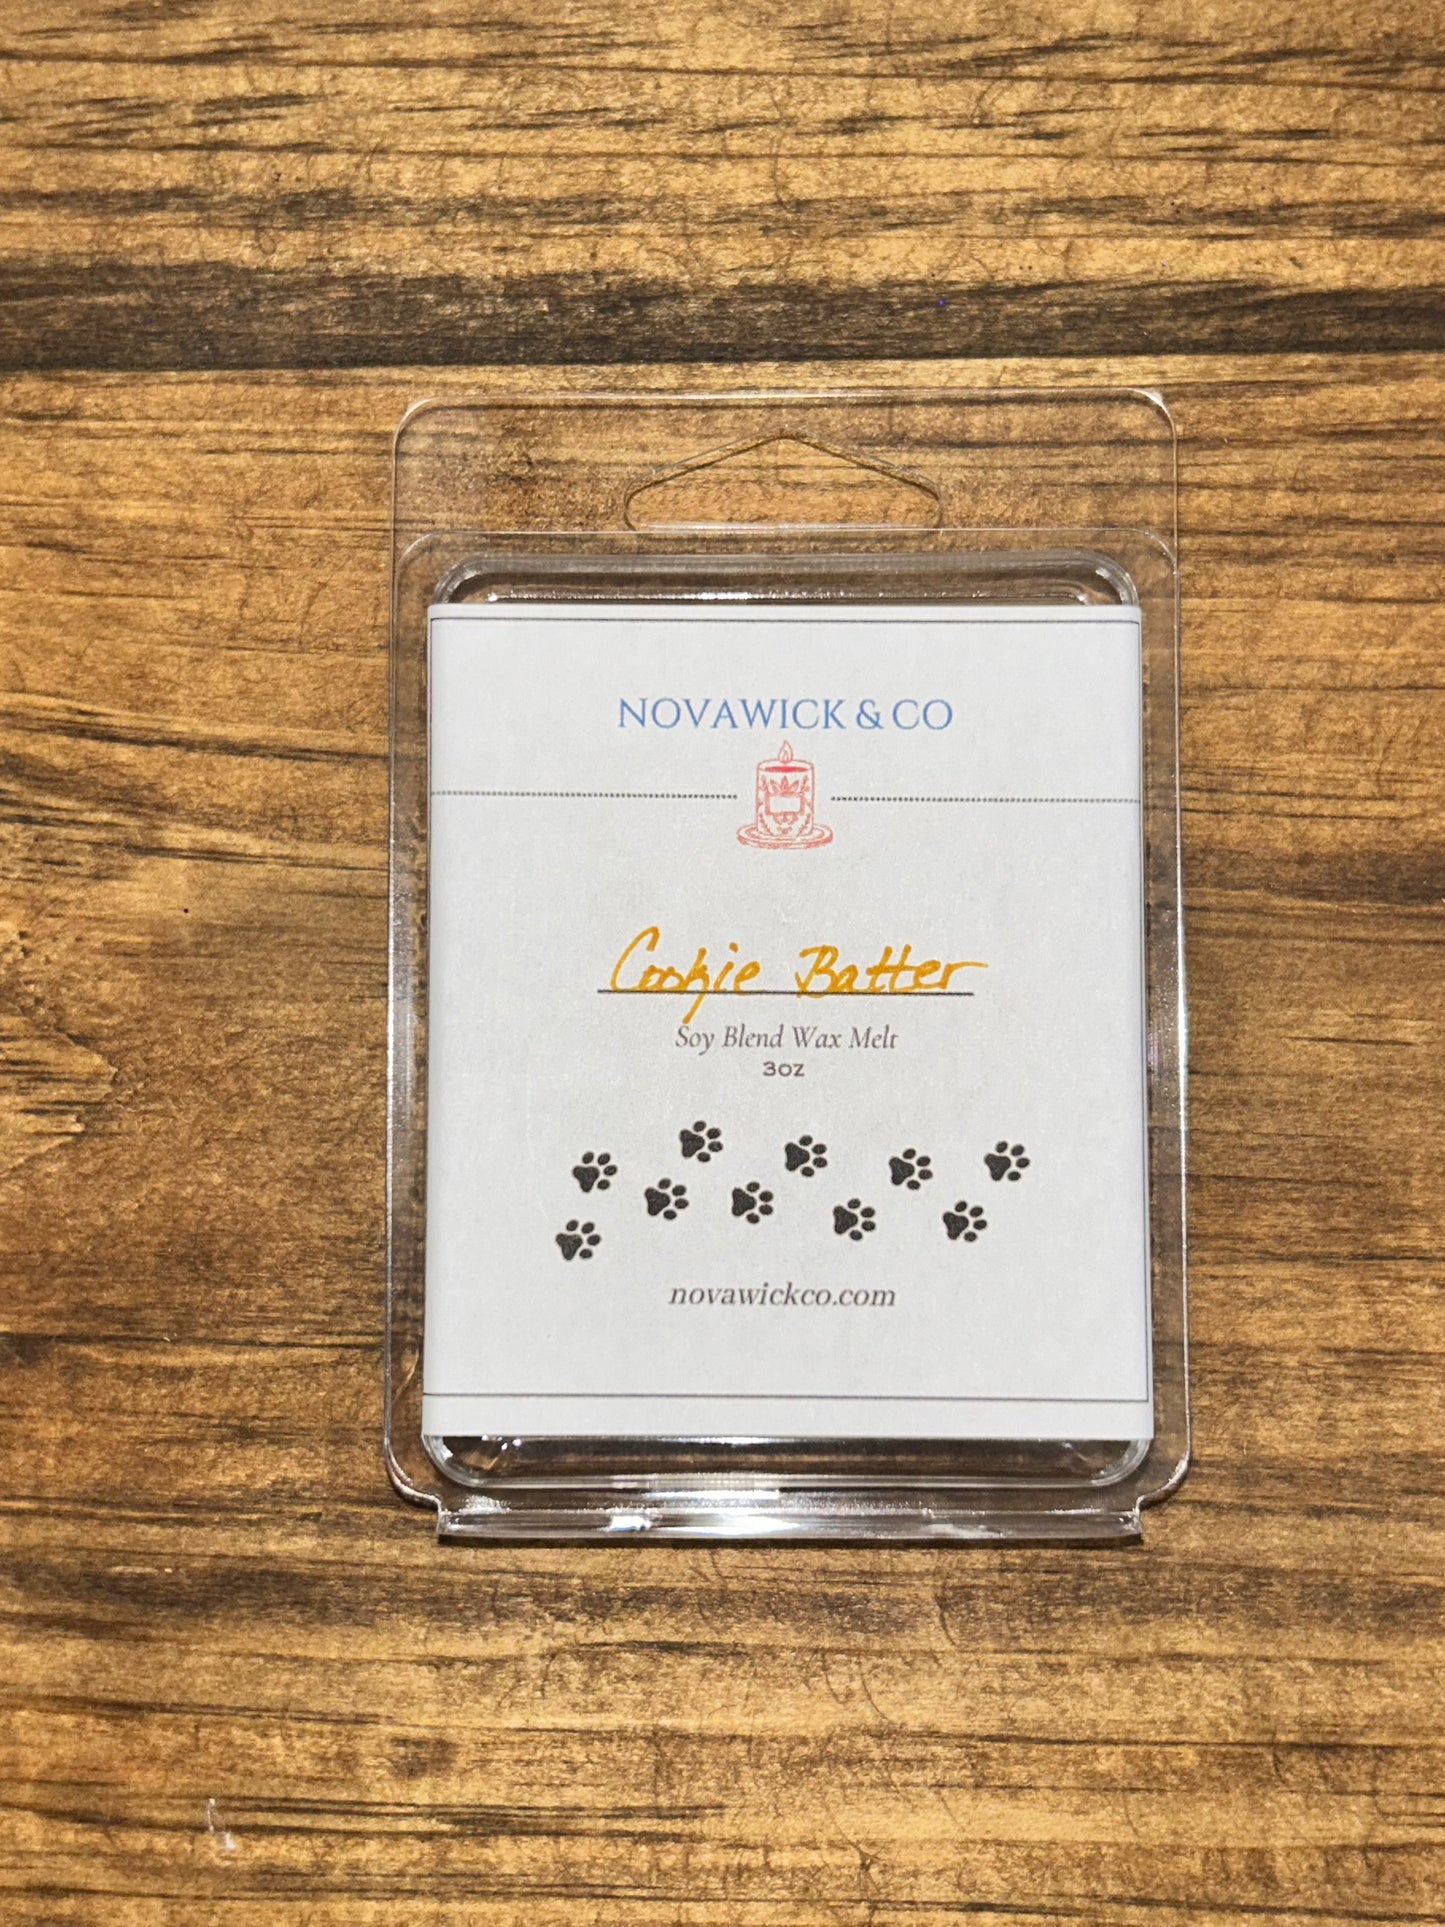 NOVAWICK & CO
Cookie Batter
Soy Blend Wax Melt
3oz
novawickco.com